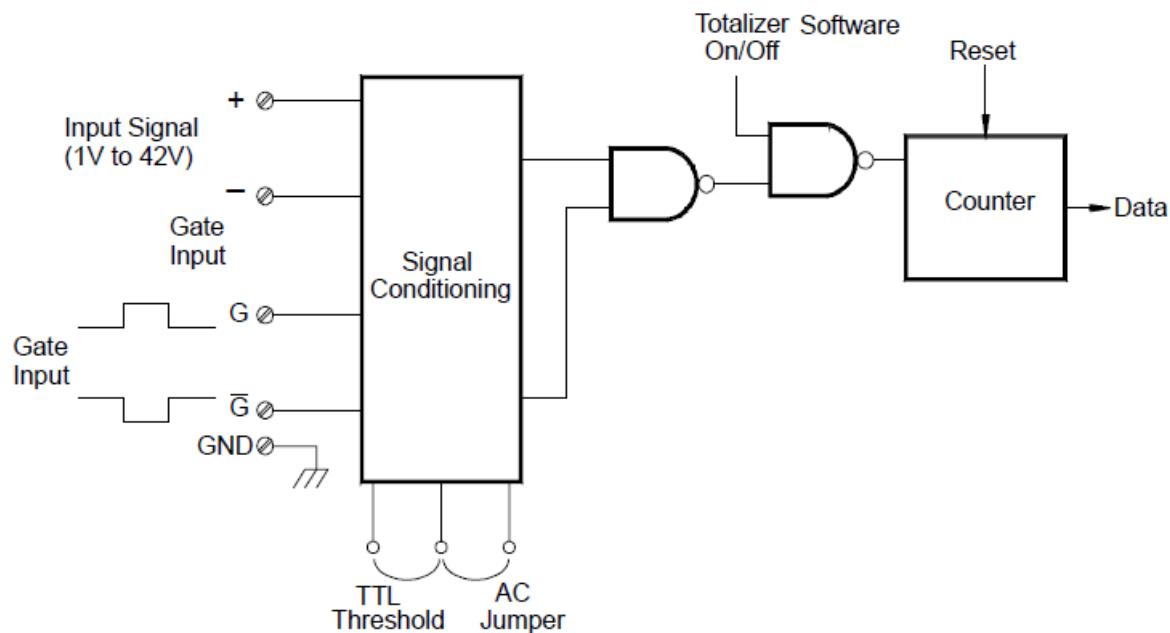 Totalizer Software
On/Off
Reset
+
Input Signal
(1V to 42V)
−
Gate
Input
Signal
Conditioning
Counter
Data
G
Gate
Input
G̅
GND
TTL
Threshold
AC
Jumper